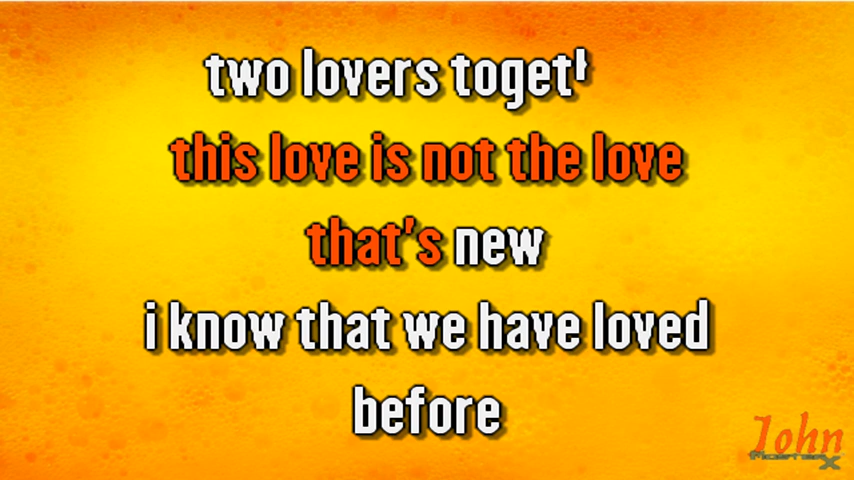 two lovers toget
this love is not the love
that's new
i know that we have loved
before
John